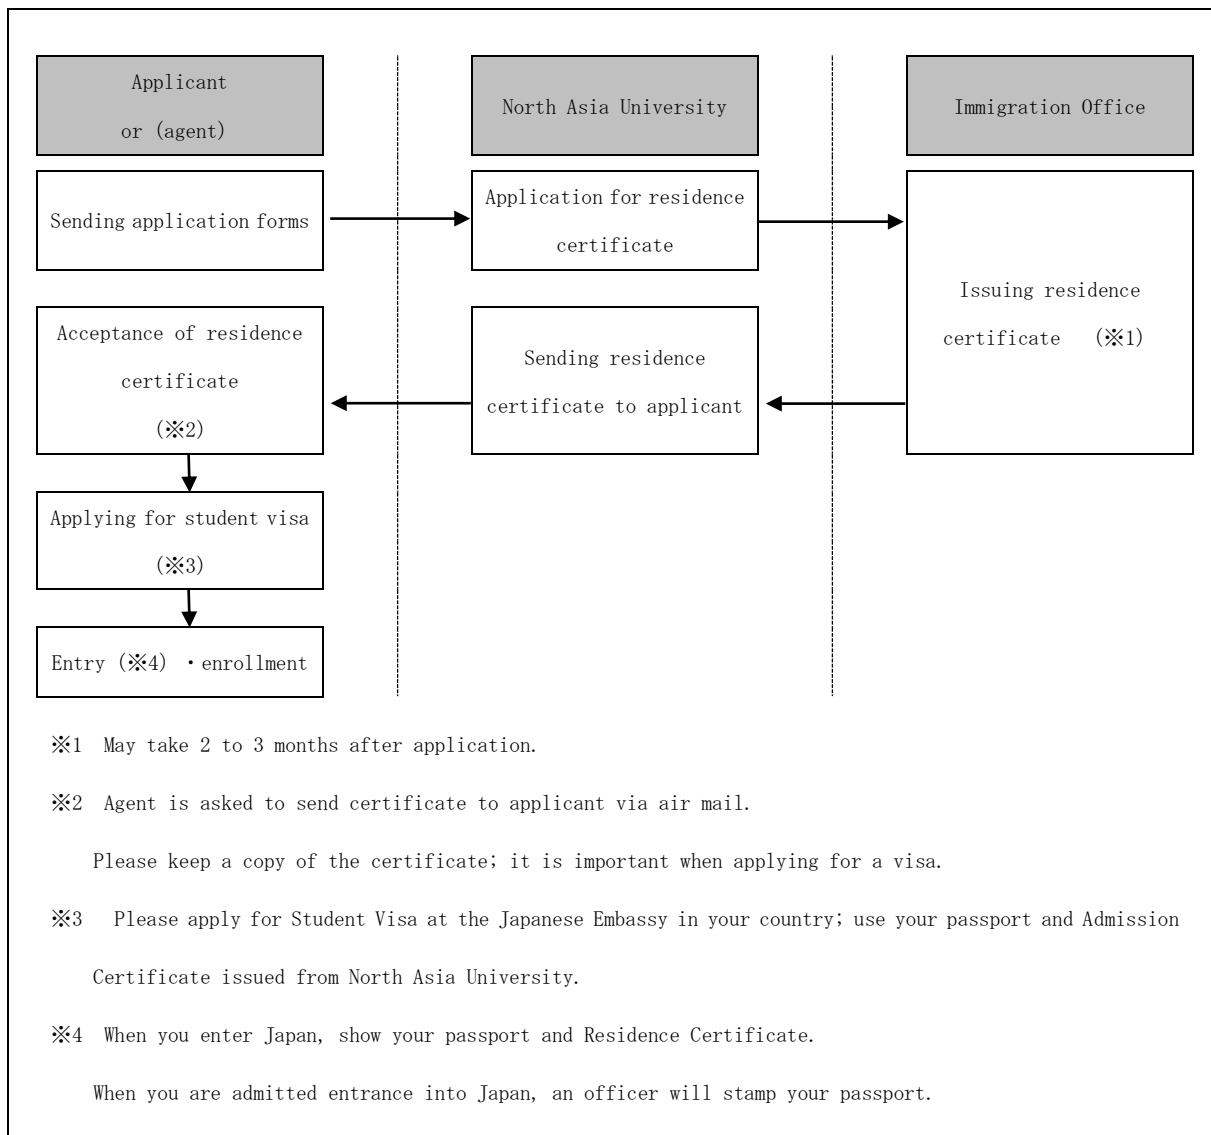 Applicant
or (agent)
North Asia University
Immigration Office
Sending application forms
Application for residence
certificate
Issuing residence
certificate (※1)
Acceptance of residence
certificate
(※2)
Sending residence
certificate to applicant
Applying for student visa
(※3)
Entry (※4) ・enrollment
※1 May take 2 to 3 months after application.
※2 Agent is asked to send certificate to applicant via air mail.
Please keep a copy of the certificate; it is important when applying for a visa.
※3 Please apply for Student Visa at the Japanese Embassy in your country; use your passport and Admission
Certificate issued from North Asia University.
※4 When you enter Japan, show your passport and Residence Certificate.
When you are admitted entrance into Japan, an officer will stamp your passport.